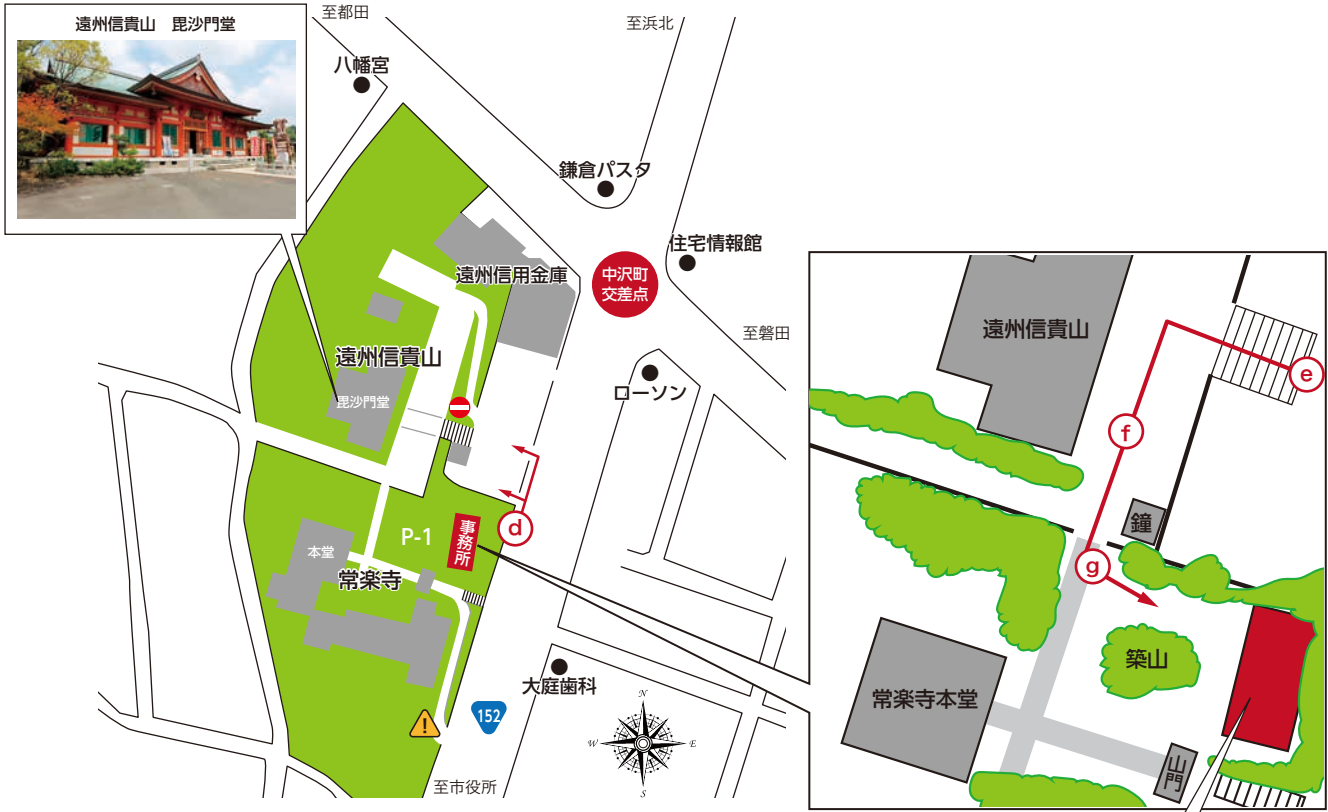 遠州信貴山 毘沙門堂
至都田
至浜北
八幡宮
鎌倉パスタ
住宅情報館
遠州信用金庫
中沢町
交差点
至磐田
遠州信貴山
毘沙門堂
ローソン
d
P-1
事務所
本堂
常楽寺
大庭歯科
!
152
至市役所
N
W
E
S
遠州信貴山
e
f
鐘
g
築山
常楽寺本堂
山門